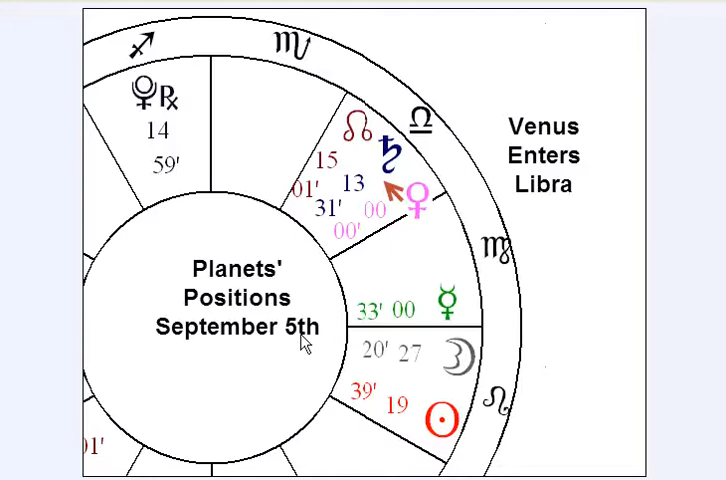 ♐ ♏ ♎ ♍ ♌
Venus
Enters
Libra
♇ ℞
14
59'
☊
15
01'
♄
13
31'
♀
00
00'
Planets'
Positions
September 5th
33' 00 ☿
20' 27 ☽
39' 19 ☉
01'